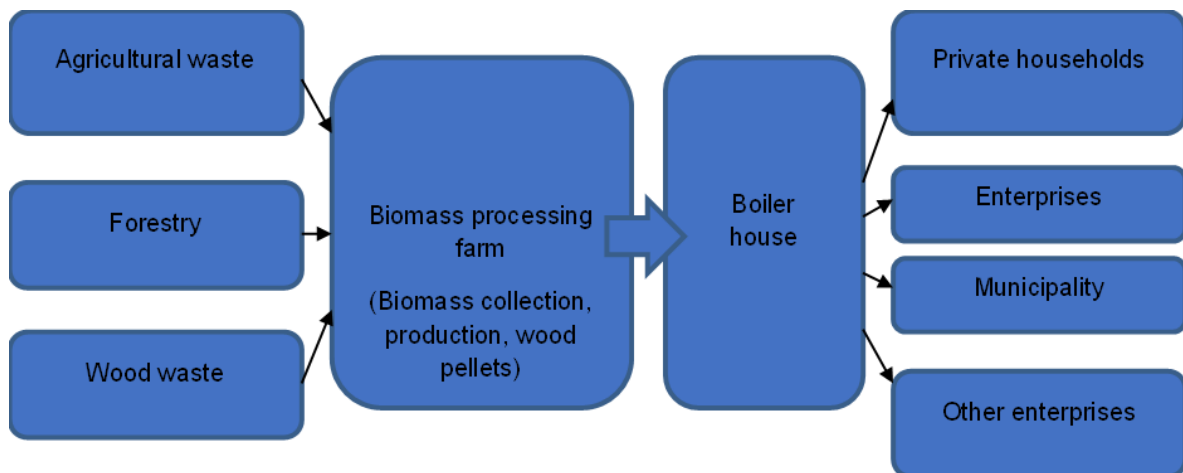 Agricultural waste
Forestry
Wood waste
Biomass processing
farm
(Biomass collection,
production, wood
pellets)
Boiler
house
Private households
Enterprises
Municipality
Other enterprises